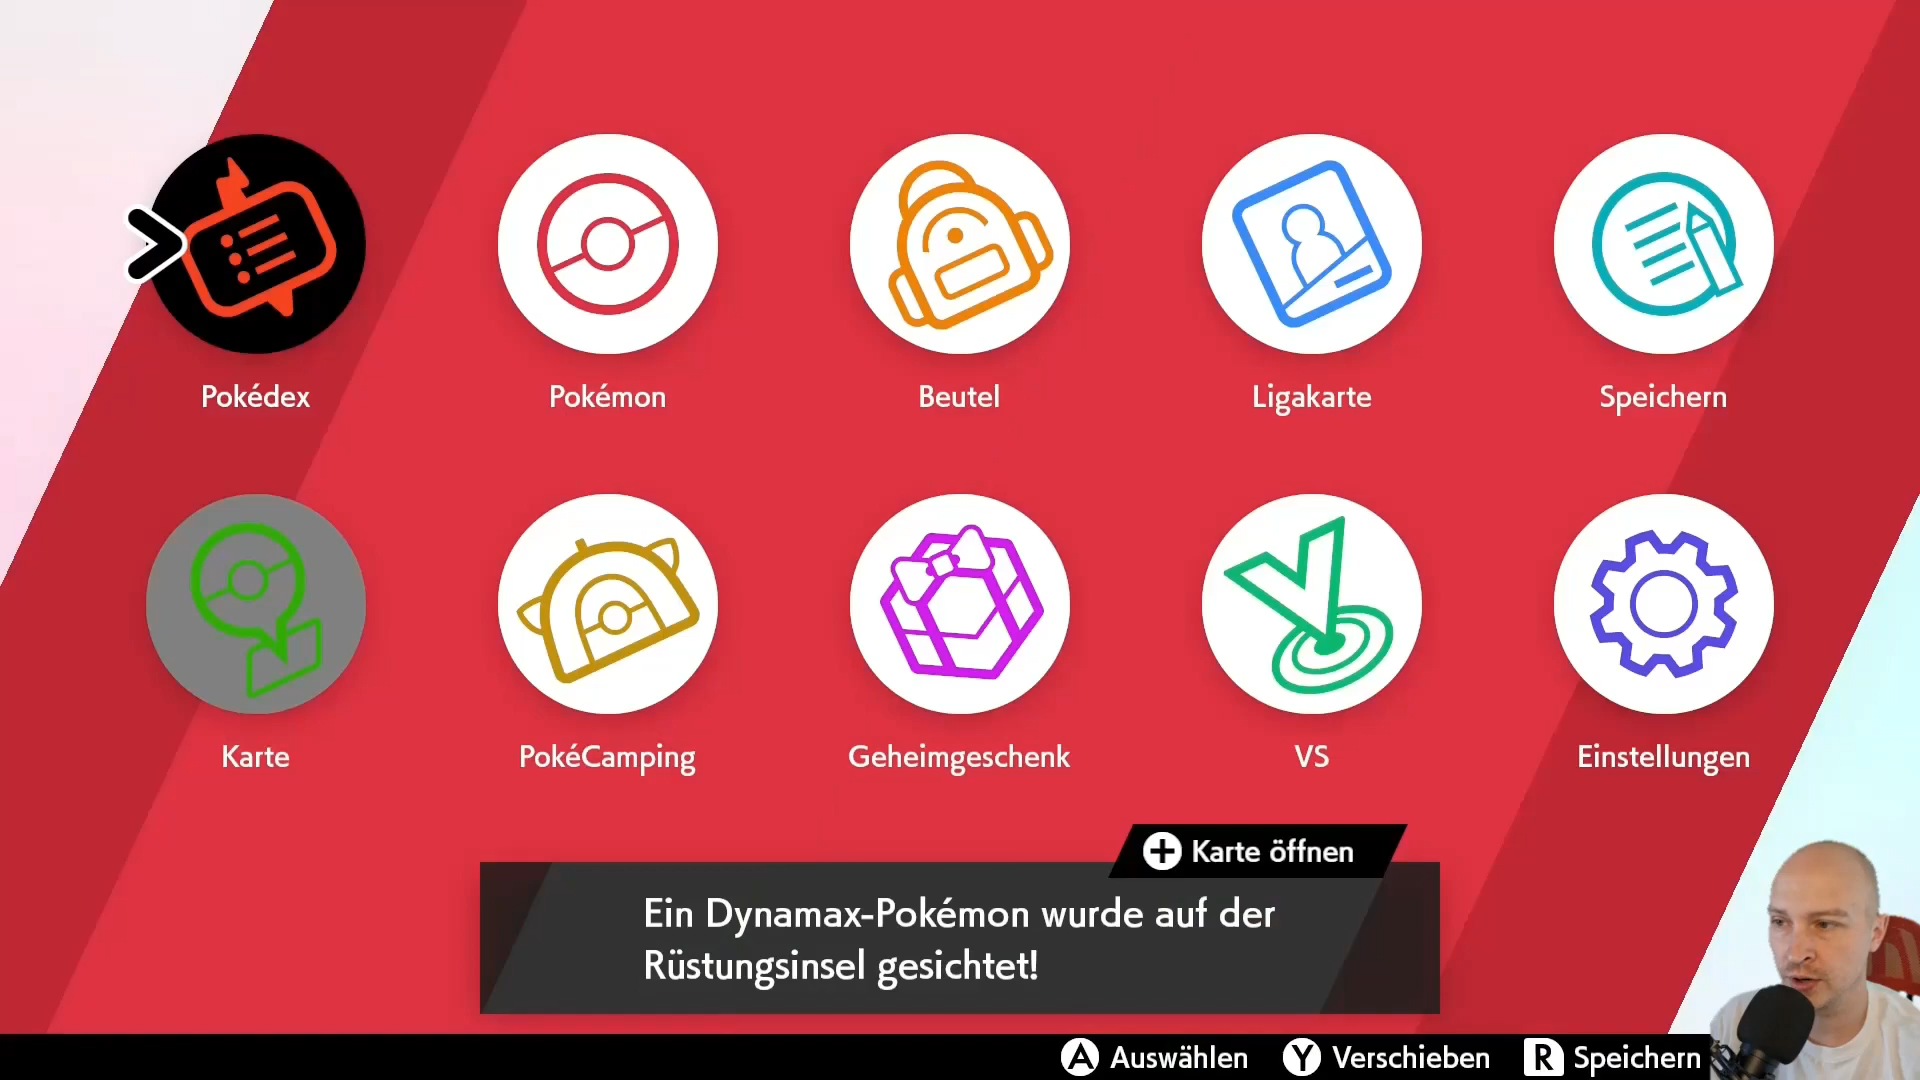 Pokédex
Pokémon
Beutel
Ligakarte
Speichern
Karte
PokéCamping
Geheimgeschenk
VS
Einstellungen
+ Karte öffnen
Ein Dynamax-Pokémon wurde auf der
Rüstungsinsel gesichtet!
A Auswählen Y Verschieben R Speichern